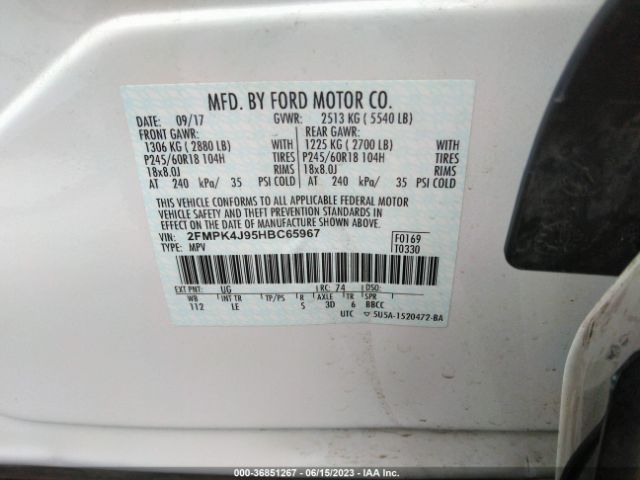 MFD. BY FORD MOTOR CO.
DATE: 09/17 GVWR: 2513 KG ( 5540 LB)
FRONT GAWR: REAR GAWR:
1306 KG ( 2880 LB) WITH 1225 KG ( 2700 LB) WITH
P245/60R18 104H TIRES P245/60R18 104H TIRES
18x8.0J RIMS 18x8.0J RIMS
AT 240 kPa/ 35 PSI COLD AT 240 kPa/ 35 PSI COLD
THIS VEHICLE CONFORMS TO ALL APPLICABLE FEDERAL MOTOR
VEHICLE SAFETY AND THEFT PREVENTION STANDARDS IN
EFFECT ON THE DATE OF MANUFACTURE SHOWN ABOVE.
VIN: 2FMPK4J95HBC65967 F0169
TYPE: MPV T0330
EXT PNT: UG RC: 74 DSO:
WB INT TR TP/PS R AXLE TR SPR
112 LE 5 3D 6 BBCC
UTC ▽ 5U5A-1520472-BA
000-36851267 - 06/15/2023 - IAA Inc.